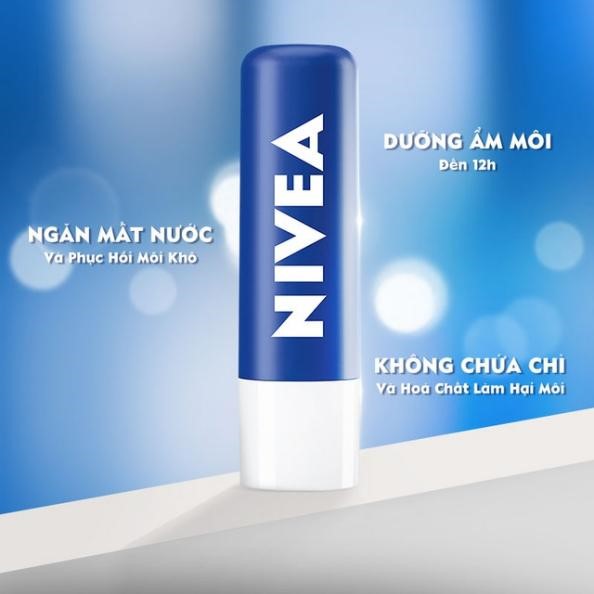 NIVEA
DƯỠNG ẨM MÔI
Đến 12h
NGĂN MẤT NƯỚC
Và Phục Hồi Môi Khô
KHÔNG CHỨA CHÌ
Và Hoá Chất Làm Hại Môi